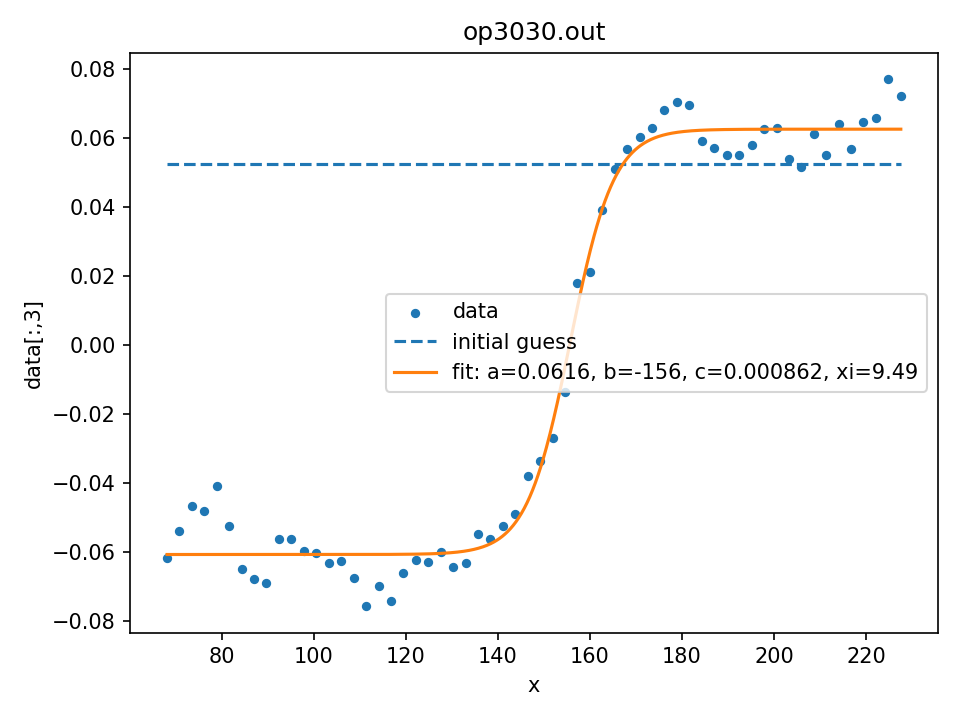 op3030.out
0.08
0.06
0.04
0.02
0.00
−0.02
−0.04
−0.06
−0.08
data[:,3]
data
initial guess
fit: a=0.0616, b=-156, c=0.000862, xi=9.49
80 100 120 140 160 180 200 220
x